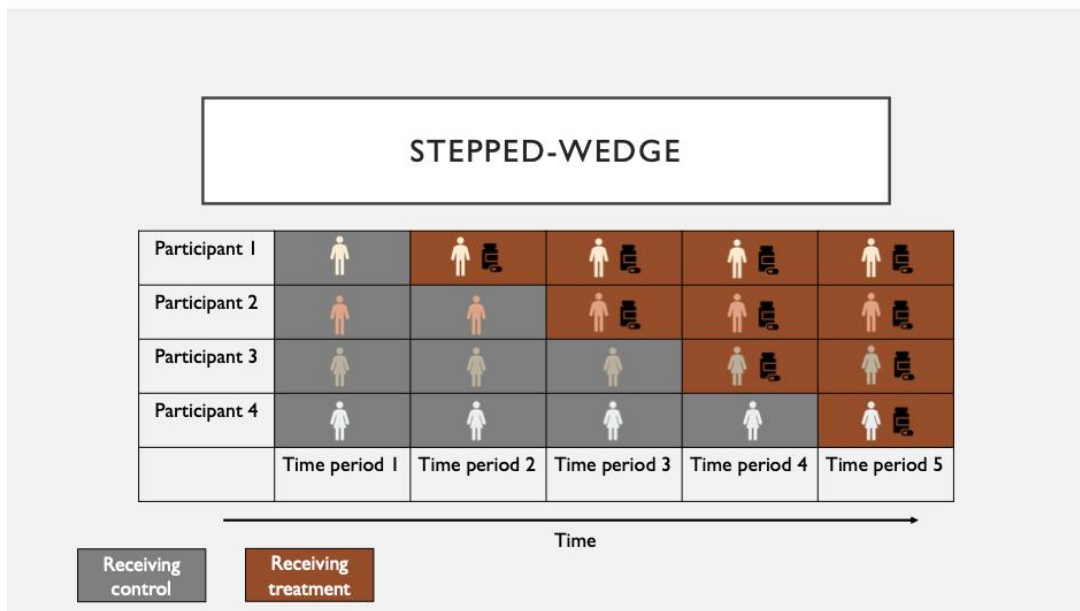 STEPPED-WEDGE
Participant 1
Participant 2
Participant 3
Participant 4
Time period 1 Time period 2 Time period 3 Time period 4 Time period 5
Time
Receiving
control
Receiving
treatment